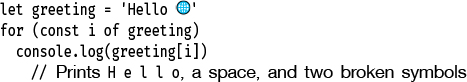 let greeting = 'Hello 🌐'
for (const i of greeting)
console.log(greeting[i])
// Prints H e l l o, a space, and two broken symbols